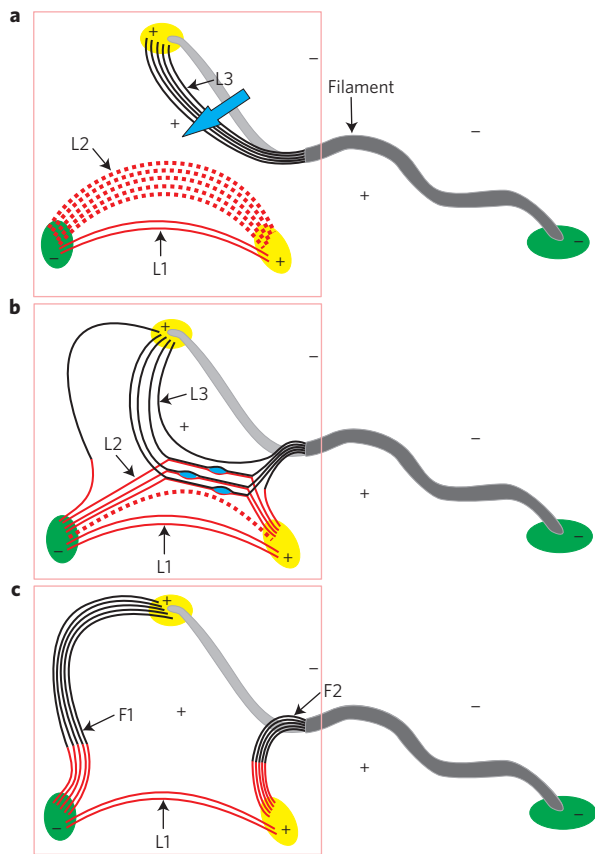 a
+
−
L3
Filament
+
−
L2
+
−
L1
+
−
b
+
−
L3
+
−
L2
+
−
L1
+
−
c
+
−
F2
F1
+
−
+
−
L1
+
−